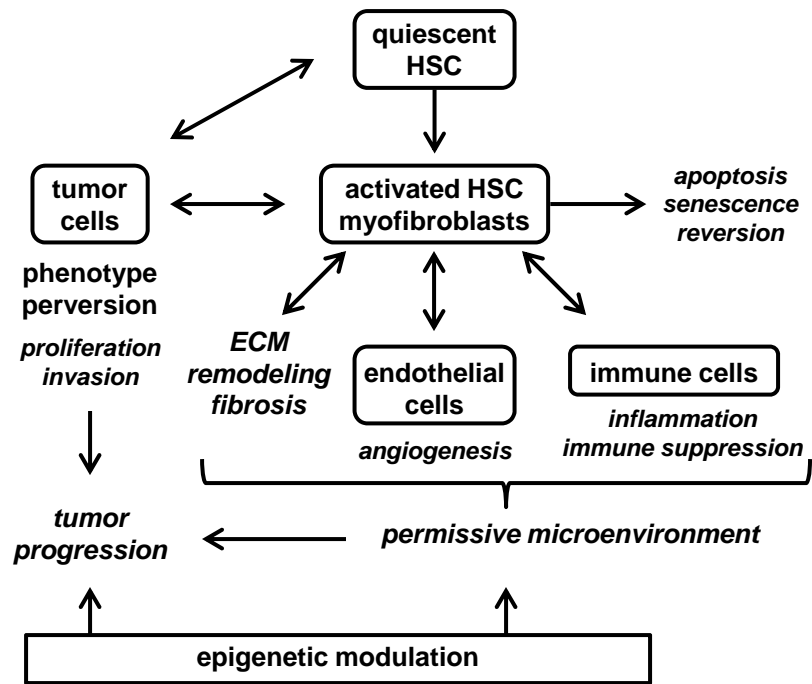 quiescent
HSC
tumor
cells
activated HSC
myofibroblasts
apoptosis
senescence
reversion
phenotype
perversion
proliferation
invasion
ECM
remodeling
fibrosis
endothelial
cells
angiogenesis
immune cells
inflammation
immune suppression
tumor
progression
permissive microenvironment
epigenetic modulation